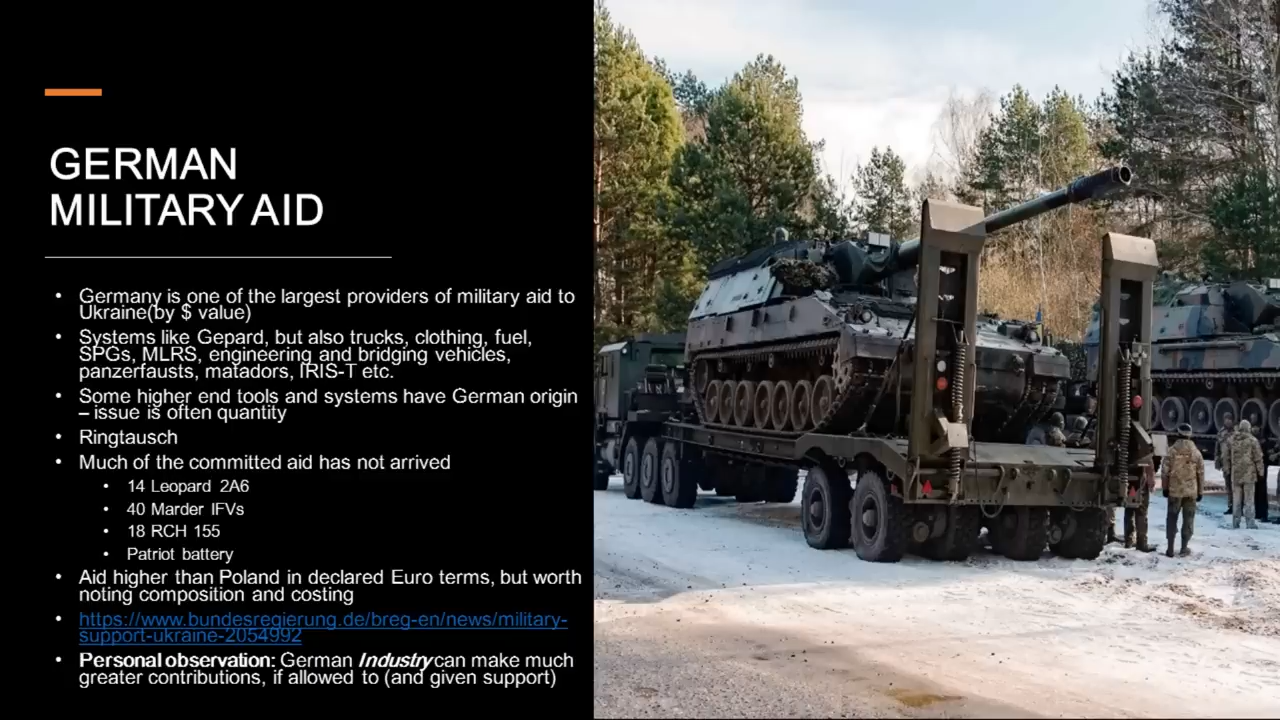 GERMAN
MILITARY AID
• Germany is one of the largest providers of military aid to
Ukraine(by $ value)
• Systems like Gepard, but also trucks, clothing, fuel,
SPGs, MLRS, engineering and bridging vehicles,
panzerfausts, matadors, IRIS-T etc.
• Some higher end tools and systems have German origin
– issue is often quantity
• Ringtausch
• Much of the committed aid has not arrived
• 14 Leopard 2A6
• 40 Marder IFVs
• 18 RCH 155
• Patriot battery
• Aid higher than Poland in declared Euro terms, but worth
noting composition and costing
• https://www.bundesregierung.de/breg-en/news/military-
support-ukraine-2054992
• Personal observation: German Industry can make much
greater contributions, if allowed to (and given support)